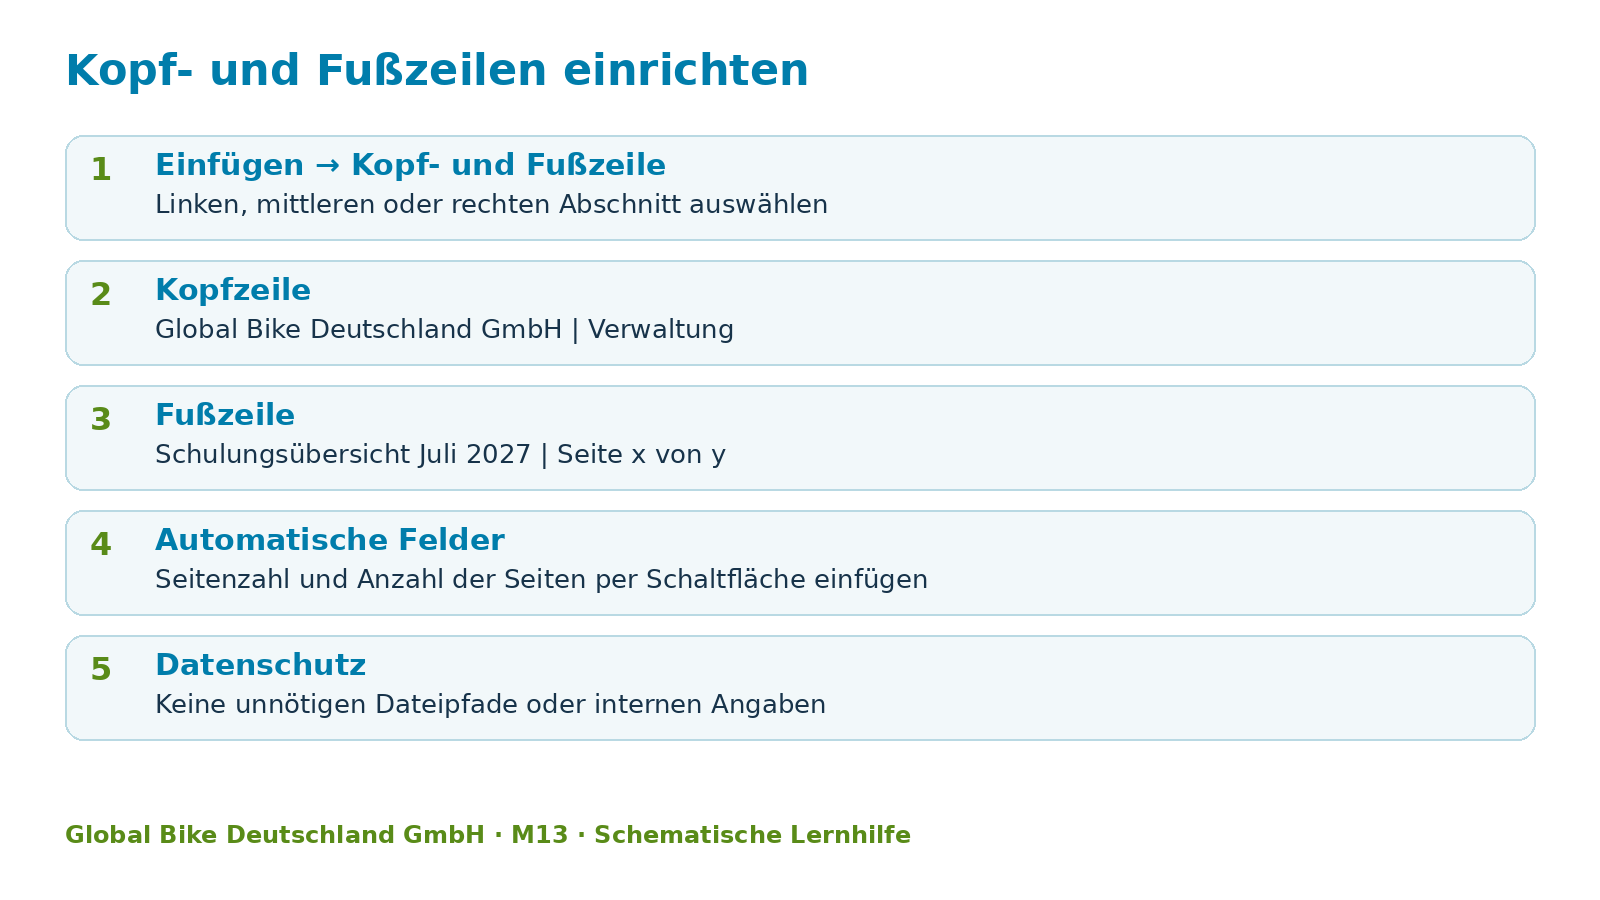 Kopf- und Fußzeilen einrichten
1
Einfügen → Kopf- und Fußzeile
Linken, mittleren oder rechten Abschnitt auswählen
2
Kopfzeile
Global Bike Deutschland GmbH | Verwaltung
3
Fußzeile
Schulungsübersicht Juli 2027 | Seite x von y
4
Automatische Felder
Seitenzahl und Anzahl der Seiten per Schaltfläche einfügen
5
Datenschutz
Keine unnötigen Dateipfade oder internen Angaben
Global Bike Deutschland GmbH · M13 · Schematische Lernhilfe